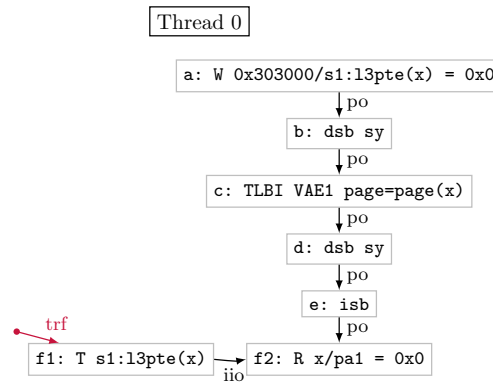 Thread 0
a: W 0x303000/s1:l3pte(x) = 0x0
po
b: dsb sy
po
c: TLBI VAE1 page=page(x)
po
d: dsb sy
po
e: isb
trf
po
f1: T s1:l3pte(x)
iio
f2: R x/pa1 = 0x0